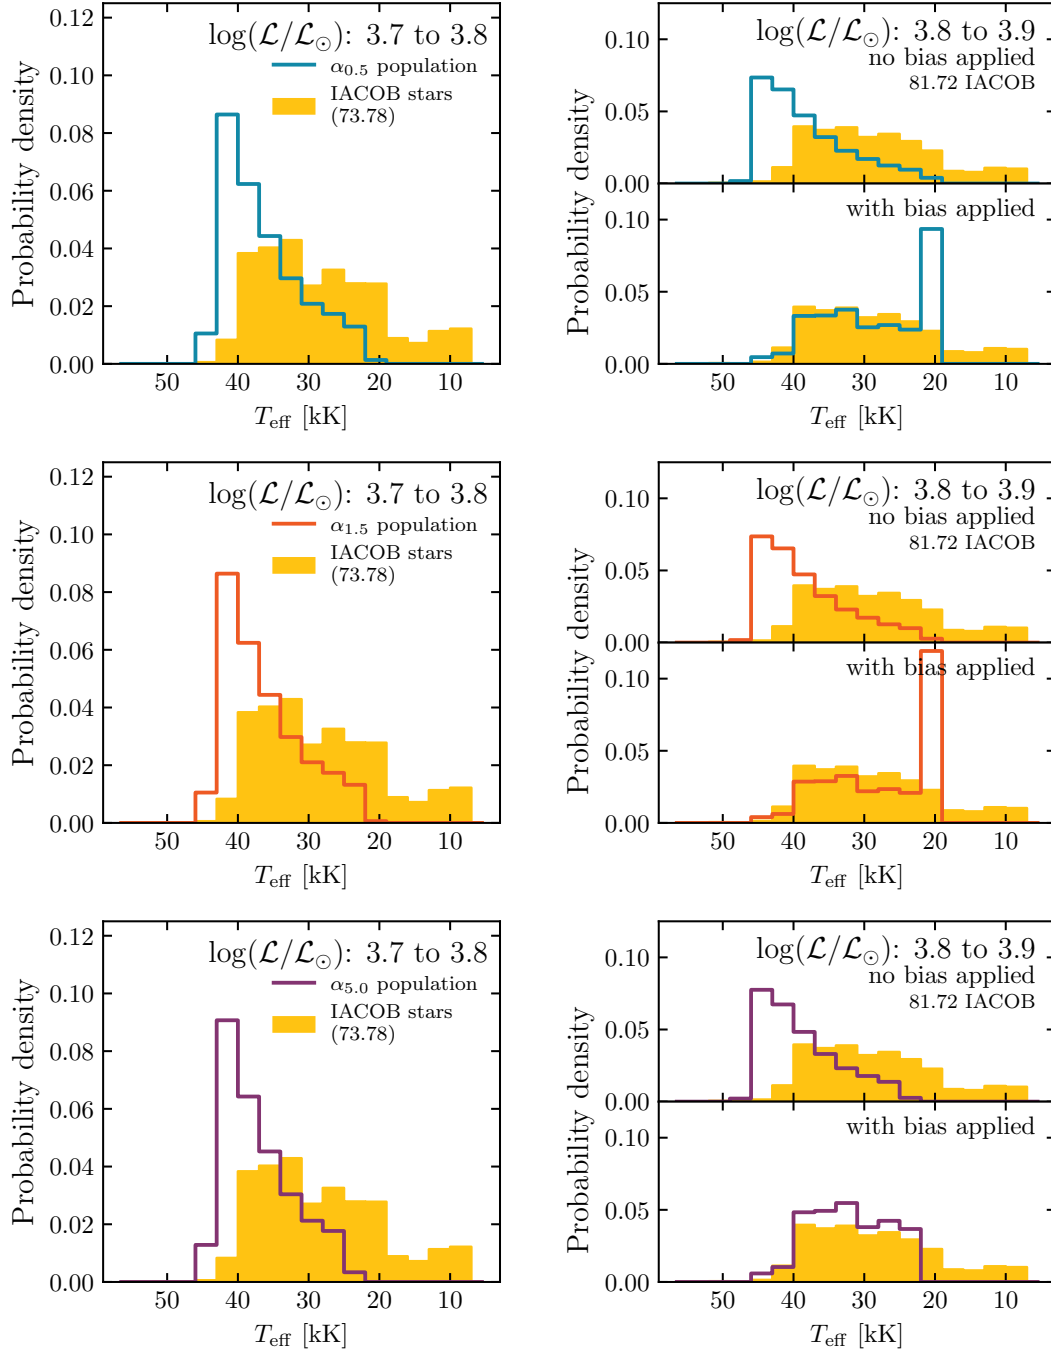 0.12
0.10
0.08
0.06
0.04
0.02
0.00
Probability density
log(ℒ/ℒ⊙): 3.7 to 3.8
α0.5 population
IACOB stars
(73.78)
50 40 30 20 10
Teff [kK]
0.10
0.05
0.00
log(ℒ/ℒ⊙): 3.8 to 3.9
no bias applied
81.72 IACOB
Probability density
0.10
0.05
0.00
with bias applied
50 40 30 20 10
Teff [kK]
0.12
0.10
0.08
0.06
0.04
0.02
0.00
Probability density
log(ℒ/ℒ⊙): 3.7 to 3.8
α1.5 population
IACOB stars
(73.78)
50 40 30 20 10
Teff [kK]
0.10
0.05
0.00
log(ℒ/ℒ⊙): 3.8 to 3.9
no bias applied
81.72 IACOB
Probability density
0.10
0.05
0.00
with bias applied
50 40 30 20 10
Teff [kK]
0.12
0.10
0.08
0.06
0.04
0.02
0.00
Probability density
log(ℒ/ℒ⊙): 3.7 to 3.8
α5.0 population
IACOB stars
(73.78)
50 40 30 20 10
Teff [kK]
0.10
0.05
0.00
log(ℒ/ℒ⊙): 3.8 to 3.9
no bias applied
81.72 IACOB
Probability density
0.10
0.05
0.00
with bias applied
50 40 30 20 10
Teff [kK]